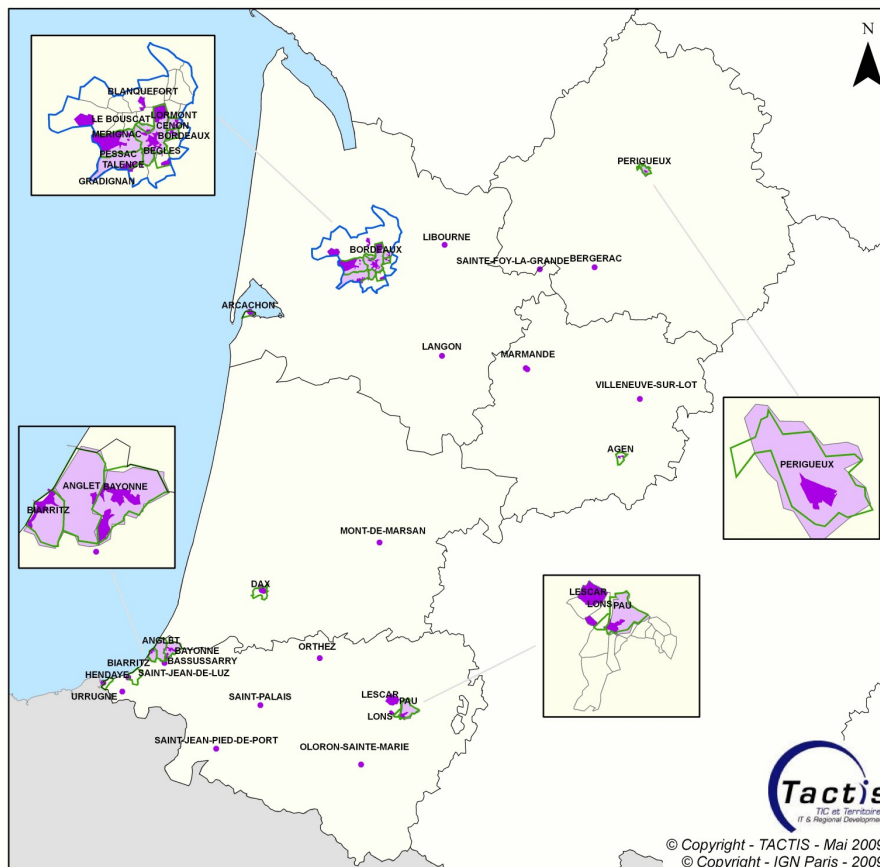 N
BLANQUEFORT
LORMONT
LE BOUSCAT
CENON
MERIGNAC
BORDEAUX
PESSAC
BEGLES
TALENCE
GRADIGNAN
PERIGUEUX
LIBOURNE
BORDEAUX
SAINTE-FOY-LA-GRANDE
BERGERAC
ARCACHON
LANGON
MARMANDE
VILLENEUVE-SUR-LOT
AGEN
PERIGUEUX
ANGLET
BAYONNE
BIARRITZ
MONT-DE-MARSAN
DAX
LESCAR
LONS
PAU
ANGLET
BAYONNE
BIARRITZ
BASSUSSARRY
HENDAYE
SAINT-JEAN-DE-LUZ
URRUGNE
ORTHEZ
SAINT-PALAIS
LESCAR
PAU
LONS
SAINT-JEAN-PIED-DE-PORT
OLORON-SAINTE-MARIE
Tactis
TIC et Territoire
IT & Regional Developmen
© Copyright - TACTIS - Mai 2009
© Copyright - IGN Paris - 2009